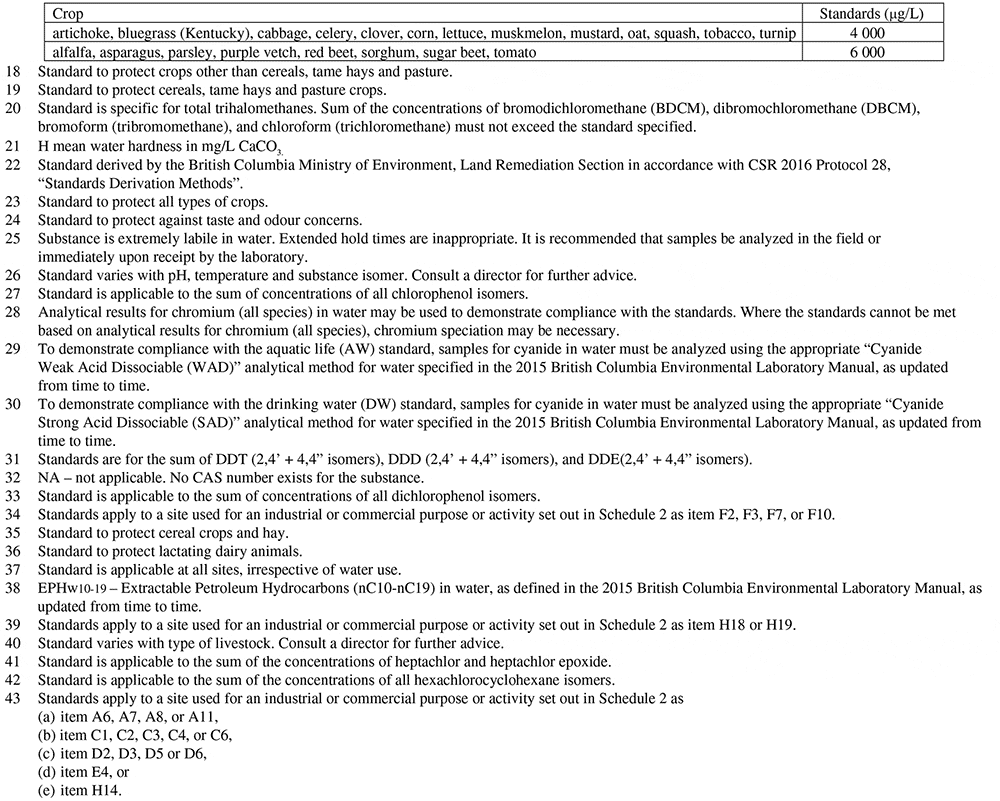 Crop Standards (µg/L)
artichoke, bluegrass (Kentucky), cabbage, celery, clover, corn, lettuce, muskmelon, mustard, oat, squash, tobacco, turnip 4 000
alfalfa, asparagus, parsley, purple vetch, red beet, sorghum, sugar beet, tomato 6 000
18 Standard to protect crops other than cereals, tame hays and pasture.
19 Standard to protect cereals, tame hays and pasture crops.
20 Standard is specific for total trihalomethanes. Sum of the concentrations of bromodichloromethane (BDCM), dibromochloromethane (DBCM),
bromoform (tribromomethane), and chloroform (trichloromethane) must not exceed the standard specified.
21 H mean water hardness in mg/L CaCO3.
22 Standard derived by the British Columbia Ministry of Environment, Land Remediation Section in accordance with CSR 2016 Protocol 28,
“Standards Derivation Methods”.
23 Standard to protect all types of crops.
24 Standard to protect against taste and odour concerns.
25 Substance is extremely labile in water. Extended hold times are inappropriate. It is recommended that samples be analyzed in the field or
immediately upon receipt by the laboratory.
26 Standard varies with pH, temperature and substance isomer. Consult a director for further advice.
27 Standard is applicable to the sum of concentrations of all chlorophenol isomers.
28 Analytical results for chromium (all species) in water may be used to demonstrate compliance with the standards. Where the standards cannot be met
based on analytical results for chromium (all species), chromium speciation may be necessary.
29 To demonstrate compliance with the aquatic life (AW) standard, samples for cyanide in water must be analyzed using the appropriate “Cyanide
Weak Acid Dissociable (WAD)” analytical method for water specified in the 2015 British Columbia Environmental Laboratory Manual, as updated
from time to time.
30 To demonstrate compliance with the drinking water (DW) standard, samples for cyanide in water must be analyzed using the appropriate “Cyanide
Strong Acid Dissociable (SAD)” analytical method for water specified in the 2015 British Columbia Environmental Laboratory Manual, as updated from
time to time.
31 Standards are for the sum of DDT (2,4’ + 4,4” isomers), DDD (2,4’ + 4,4” isomers), and DDE(2,4’ + 4,4” isomers).
32 NA – not applicable. No CAS number exists for the substance.
33 Standard is applicable to the sum of concentrations of all dichlorophenol isomers.
34 Standards apply to a site used for an industrial or commercial purpose or activity set out in Schedule 2 as item F2, F3, F7, or F10.
35 Standard to protect cereal crops and hay.
36 Standard to protect lactating dairy animals.
37 Standard is applicable at all sites, irrespective of water use.
38 EPHw10-19 – Extractable Petroleum Hydrocarbons (nC10-nC19) in water, as defined in the 2015 British Columbia Environmental Laboratory Manual, as
updated from time to time.
39 Standards apply to a site used for an industrial or commercial purpose or activity set out in Schedule 2 as item H18 or H19.
40 Standard varies with type of livestock. Consult a director for further advice.
41 Standard is applicable to the sum of the concentrations of heptachlor and heptachlor epoxide.
42 Standard is applicable to the sum of the concentrations of all hexachlorocyclohexane isomers.
43 Standards apply to a site used for an industrial or commercial purpose or activity set out in Schedule 2 as
(a) item A6, A7, A8, or A11,
(b) item C1, C2, C3, C4, or C6,
(c) item D2, D3, D5 or D6,
(d) item E4, or
(e) item H14.